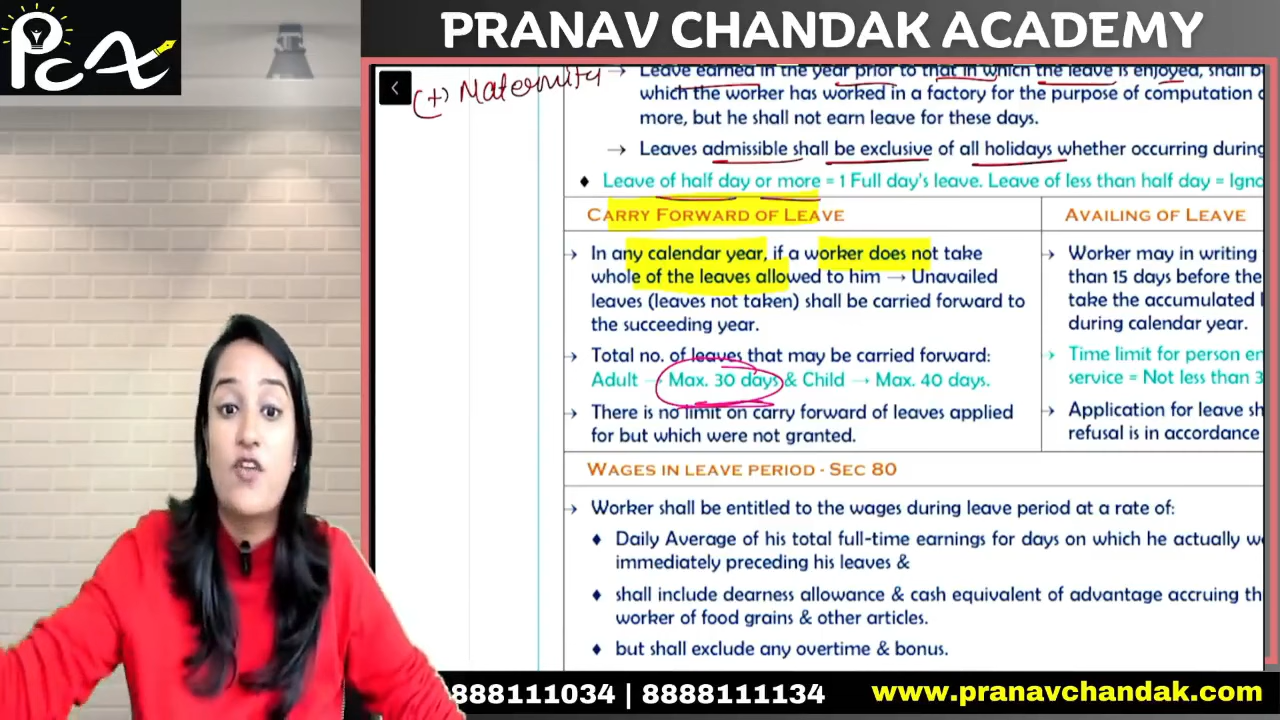 PCA
PRANAV CHANDAK ACADEMY
(+) Maternity
→ Leave earned in the year prior to that in which the leave is enjoyed, shall b
which the worker has worked in a factory for the purpose of computation
more, but he shall not earn leave for these days.
→ Leaves admissible shall be exclusive of all holidays whether occurring during
♦ Leave of half day or more = 1 Full day's leave. Leave of less than half day =
CARRY FORWARD OF LEAVE
→ In any calendar year, if a worker does not take
whole of the leaves allowed to him → Unavailed
leaves (leaves not taken) shall be carried forward to
the succeeding year.
→ Total no. of leaves that may be carried forward:
Adult → Max. 30 days & Child → Max. 40 days.
→ There is no limit on carry forward of leaves applied
for but which were not granted.
AVAILING OF LEAVE
→ Worker may in writing
than 15 days before the
take the accumulated
during calendar year.
→ Time limit for person en
service = Not less than 3
→ Application for leave sh
refusal is in accordance
WAGES IN LEAVE PERIOD - SEC 80
→ Worker shall be entitled to the wages during leave period at a rate of:
♦ Daily Average of his total full-time earnings for days on which he actually w
immediately preceding his leaves &
♦ shall include dearness allowance & cash equivalent of advantage accruing th
worker of food grains & other articles.
♦ but shall exclude any overtime & bonus.
888111034 | 8888111134
www.pranavchandak.com